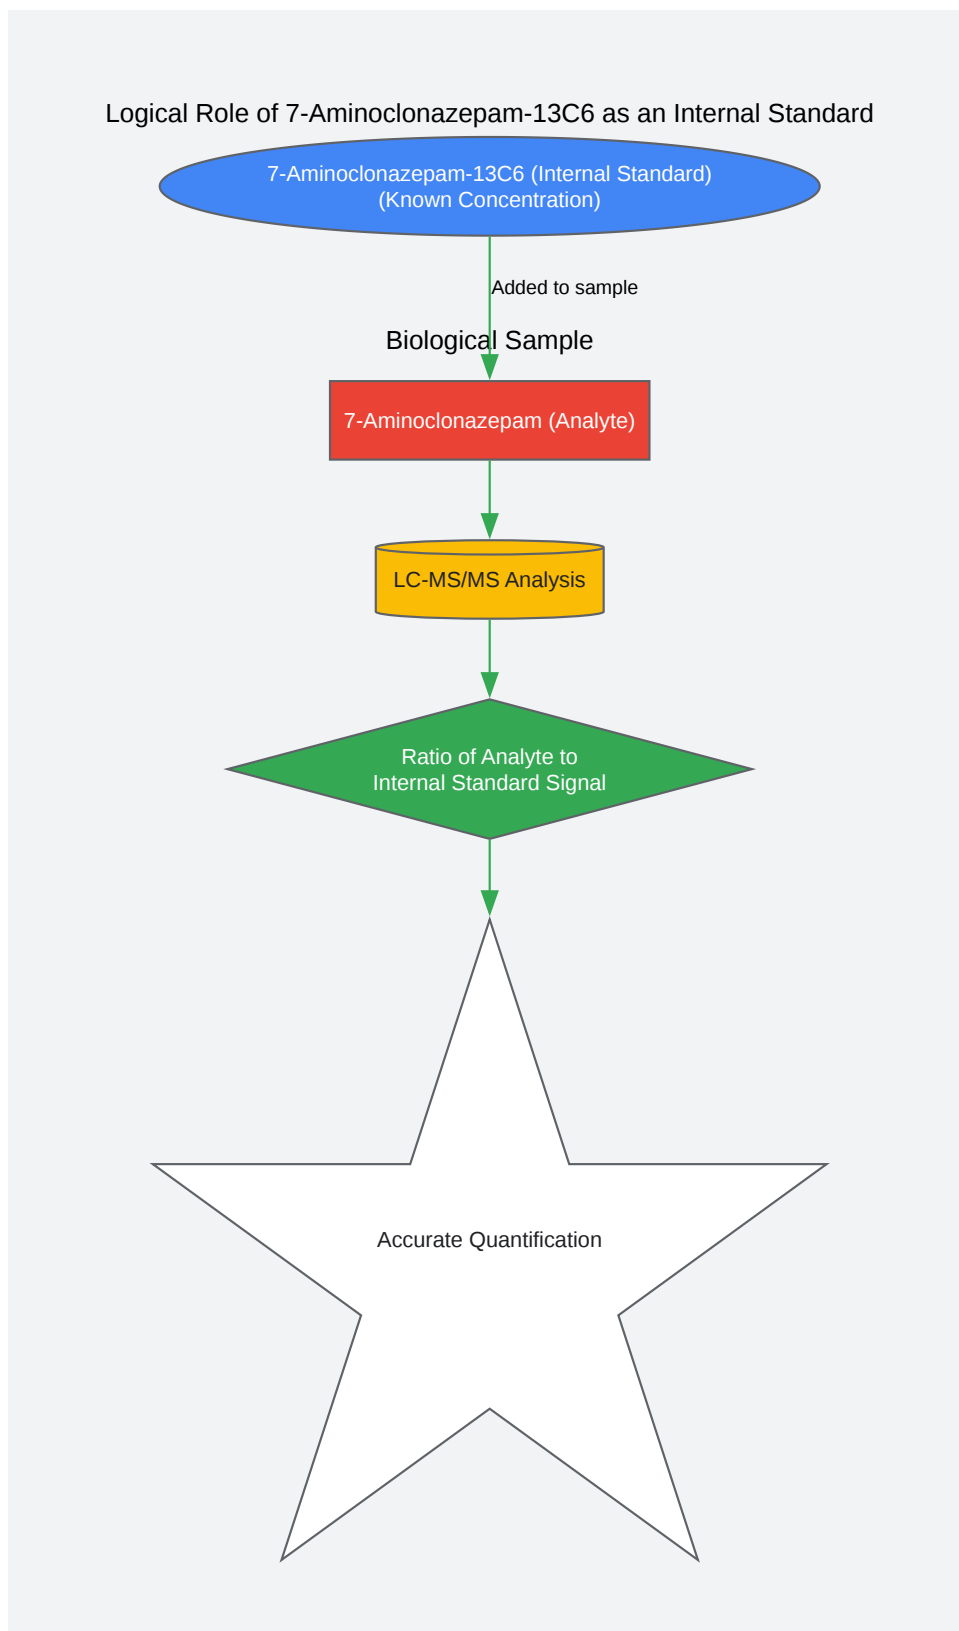 Logical Role of 7-Aminoclonazepam-13C6 as an Internal Standard
7-Aminoclonazepam-13C6 (Internal Standard)
(Known Concentration)
Added to sample
Biological Sample
7-Aminoclonazepam (Analyte)
LC-MS/MS Analysis
Ratio of Analyte to
Internal Standard Signal
Accurate Quantification